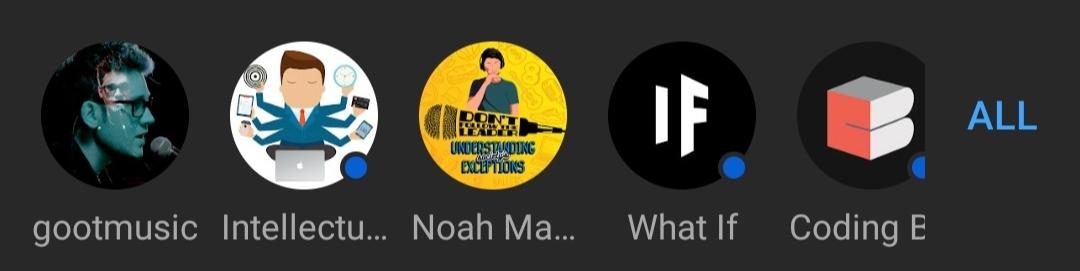 DON'T
FOLLOW THE
LEADER!
UNDERSTANDING
EXCEPTIONS
IF
ALL
gootmusic
Intellectu...
Noah Ma...
What If
Coding B